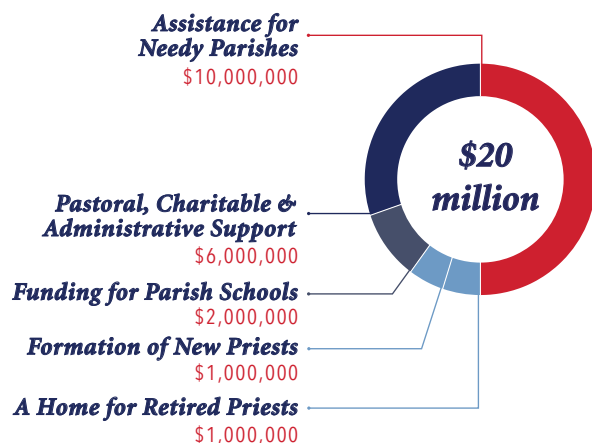 Assistance for
Needy Parishes
$10,000,000
$20
million
Pastoral, Charitable &
Administrative Support
$6,000,000
Funding for Parish Schools
$2,000,000
Formation of New Priests
$1,000,000
A Home for Retired Priests
$1,000,000